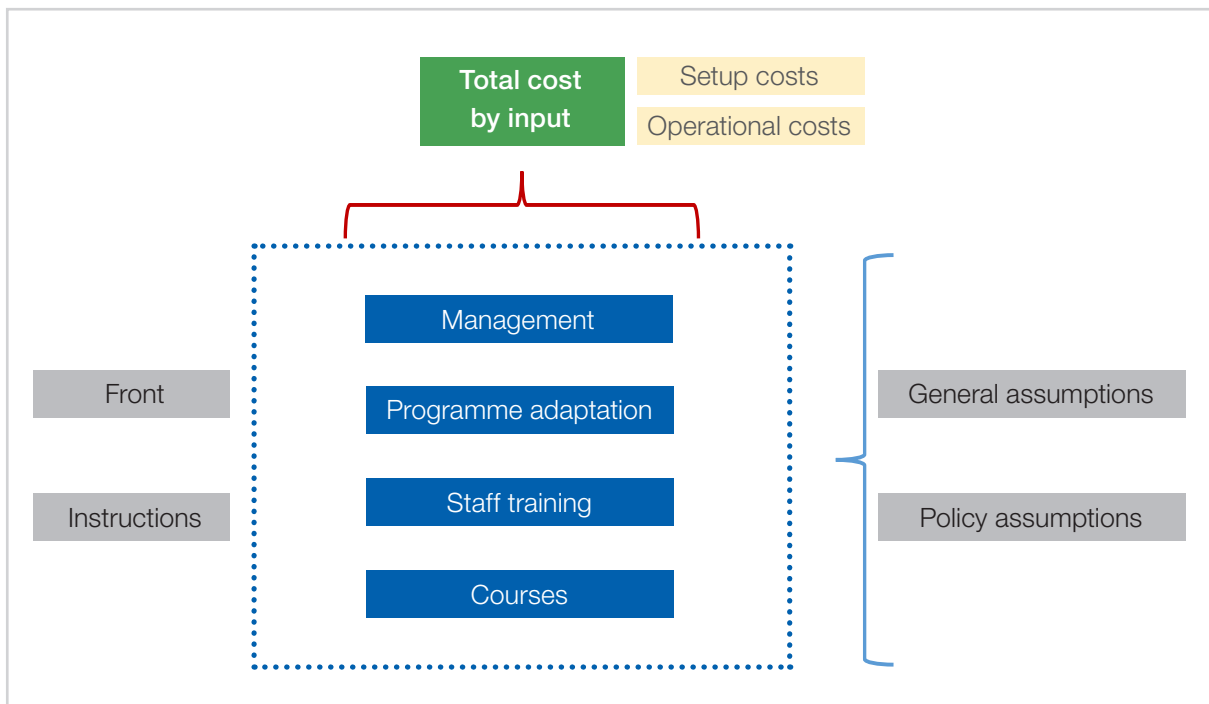 Total cost
by input
Setup costs
Operational costs
Management
Programme adaptation
Staff training
Courses
Front
Instructions
General assumptions
Policy assumptions